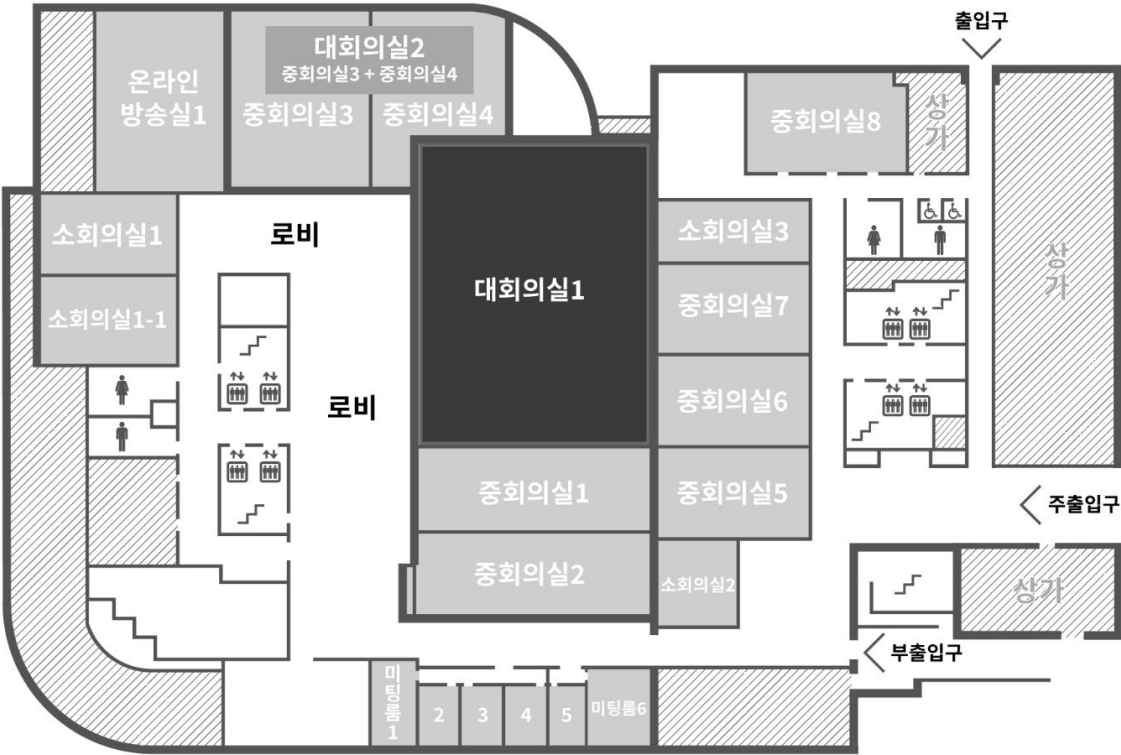 출입구
온라인
방송실1
대회의실2
중회의실3 + 중회의실4
중회의실3
중회의실4
중회의실8
상
가
소회의실1
로비
소회의실3
상
가
소회의실1-1
대회의실1
중회의실7
로비
중회의실6
중회의실1
중회의실5
주출입구
중회의실2
소회의실2
상가
부출입구
미
팅
룸
1
2
3
4
5
미팅룸6